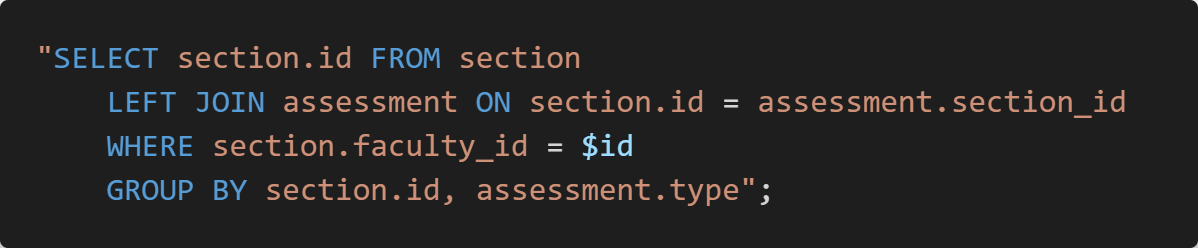 "SELECT section.id FROM section
LEFT JOIN assessment ON section.id = assessment.section_id
WHERE section.faculty_id = $id
GROUP BY section.id, assessment.type";